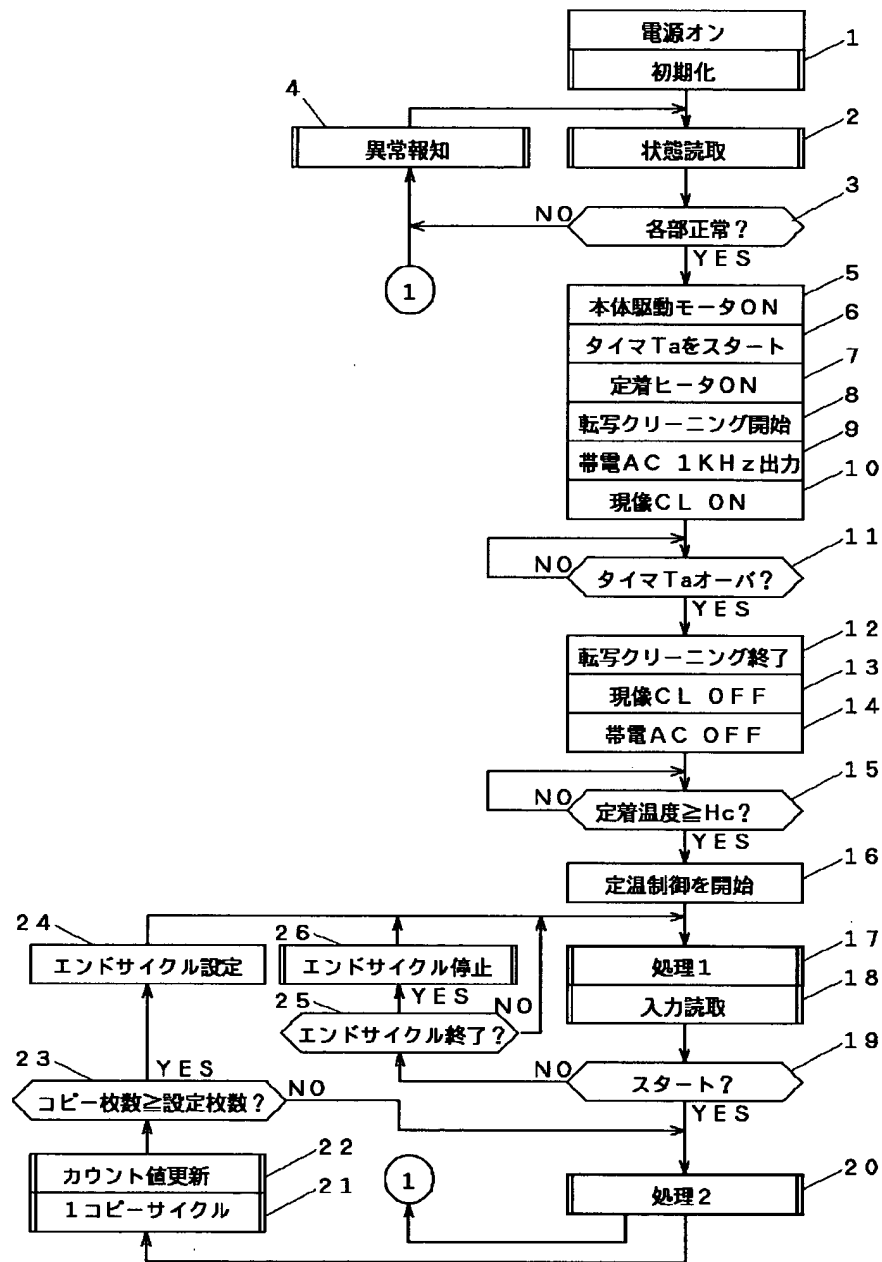 電源オン
1
初期化
4
2
異常報知
状態読取
3
NO
各部正常?
YES
1
5
本体駆動モータON
6
タイマTaをスタート
7
定着ヒータON
8
転写クリーニング開始
9
帯電AC 1KHz出力
10
現像CL ON
11
NO
タイマTaオーバ?
YES
12
転写クリーニング終了
13
現像CL OFF
14
帯電AC OFF
15
NO
定着温度≧Hc?
YES
16
定温制御を開始
24
26
17
エンドサイクル設定
エンドサイクル停止
処理1
18
入力読取
25
YES
NO
エンドサイクル終了?
19
NO
スタート?
YES
23
YES
コピー枚数≧設定枚数?
NO
22
カウント値更新
21
1コピーサイクル
1
20
処理2